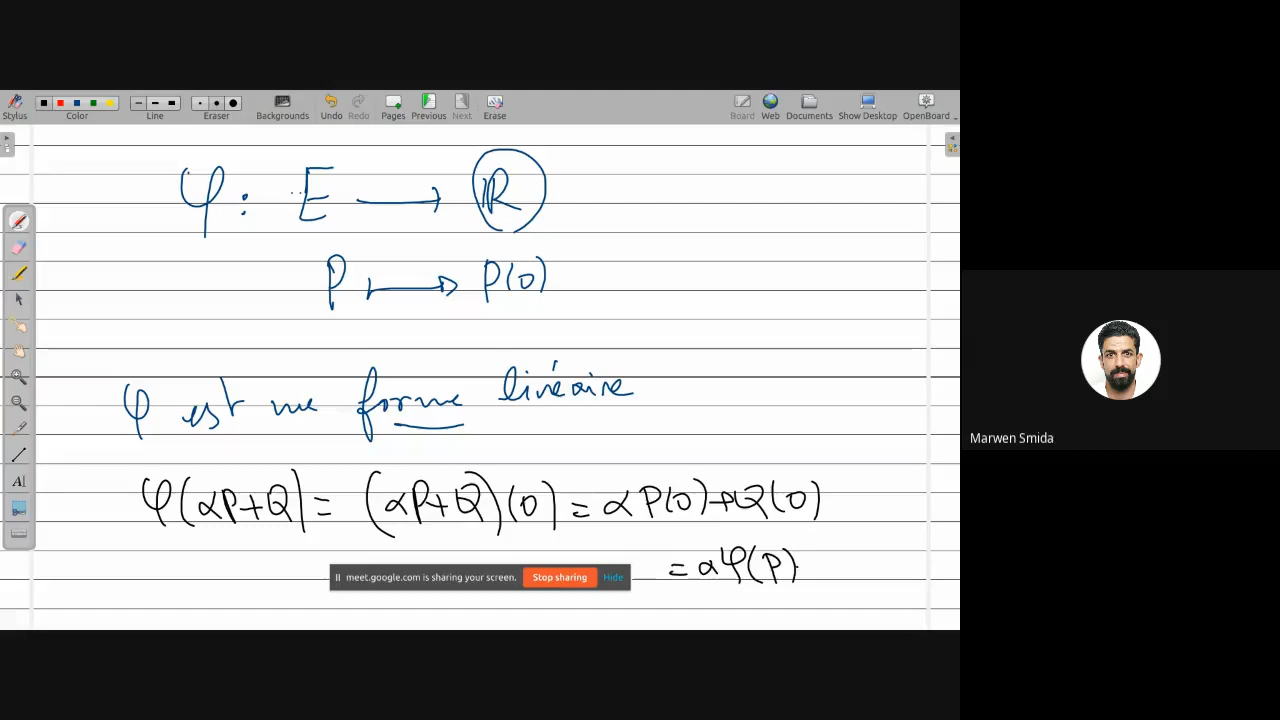 Stylus Color Line Eraser Backgrounds Undo Redo Pages Previous Next Erase Board Web Documents Show Desktop OpenBoard
φ : E ⟶ ℝ
P ⟼ P(0)
φ est une forme linéaire
φ(αP+Q) = (αP+Q)(0) = αP(0)+Q(0)
= αφ(P)
meet.google.com is sharing your screen. Stop sharing Hide
Marwen Smida